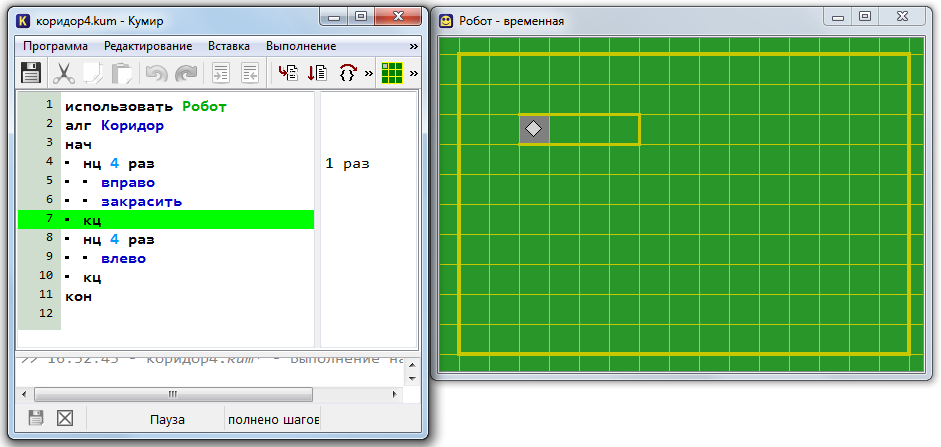 коридор4.kum - Кумир
Программа Редактирование Вставка Выполнение »
» »
1 использовать Робот
2 алг Коридор
3 нач
4 нц 4 раз 1 раз
5 вправо
6 закрасить
7 кц
8 нц 4 раз
9 влево
10 кц
11 кон
12
>> 16:52:45 - коридор4.kum* - Выполнение на
Пауза полнено шагов
Робот - временная